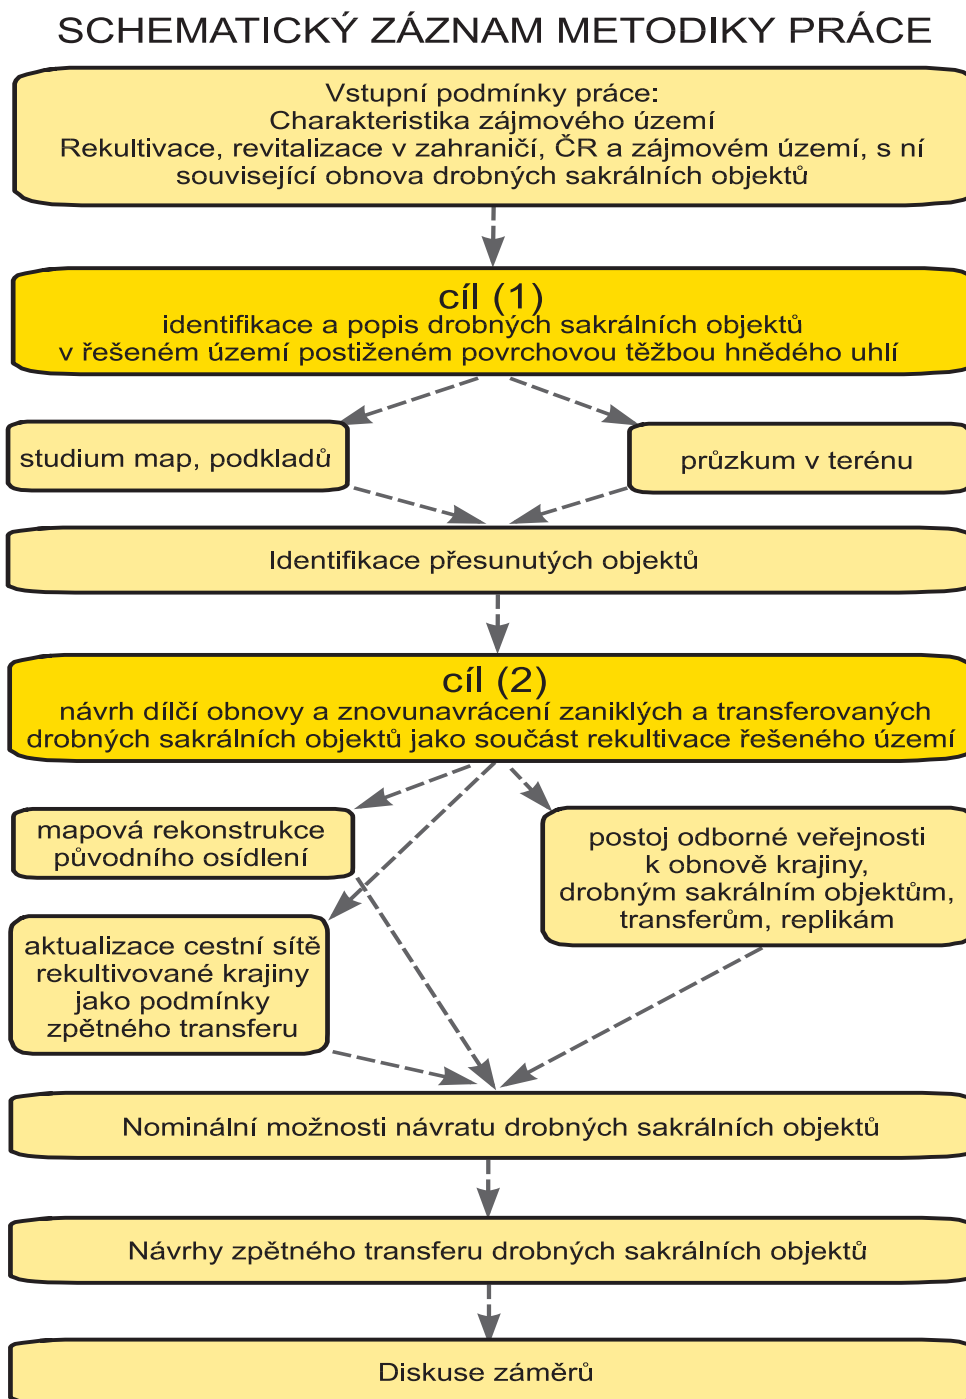 SCHEMATICKÝ ZÁZNAM METODIKY PRÁCE
Vstupní podmínky práce:
Charakteristika zájmového území
Rekultivace, revitalizace v zahraničí, ČR a zájmovém území, s ní
související obnova drobných sakrálních objektů
cíl (1)
identifikace a popis drobných sakrálních objektů
v řešeném území postiženém povrchovou těžbou hnědého uhlí
studium map, podkladů
průzkum v terénu
Identifikace přesunutých objektů
cíl (2)
návrh dílčí obnovy a znovunavrácení zaniklých a transferovaných
drobných sakrálních objektů jako součást rekultivace řešeného území
mapová rekonstrukce
původního osídlení
postoj odborné veřejnosti
k obnově krajiny,
drobným sakrálním objektům,
transferům, replikám
aktualizace cestní sítě
rekultivované krajiny
jako podmínky
zpětného transferu
Nominální možnosti návratu drobných sakrálních objektů
Návrhy zpětného transferu drobných sakrálních objektů
Diskuse záměrů